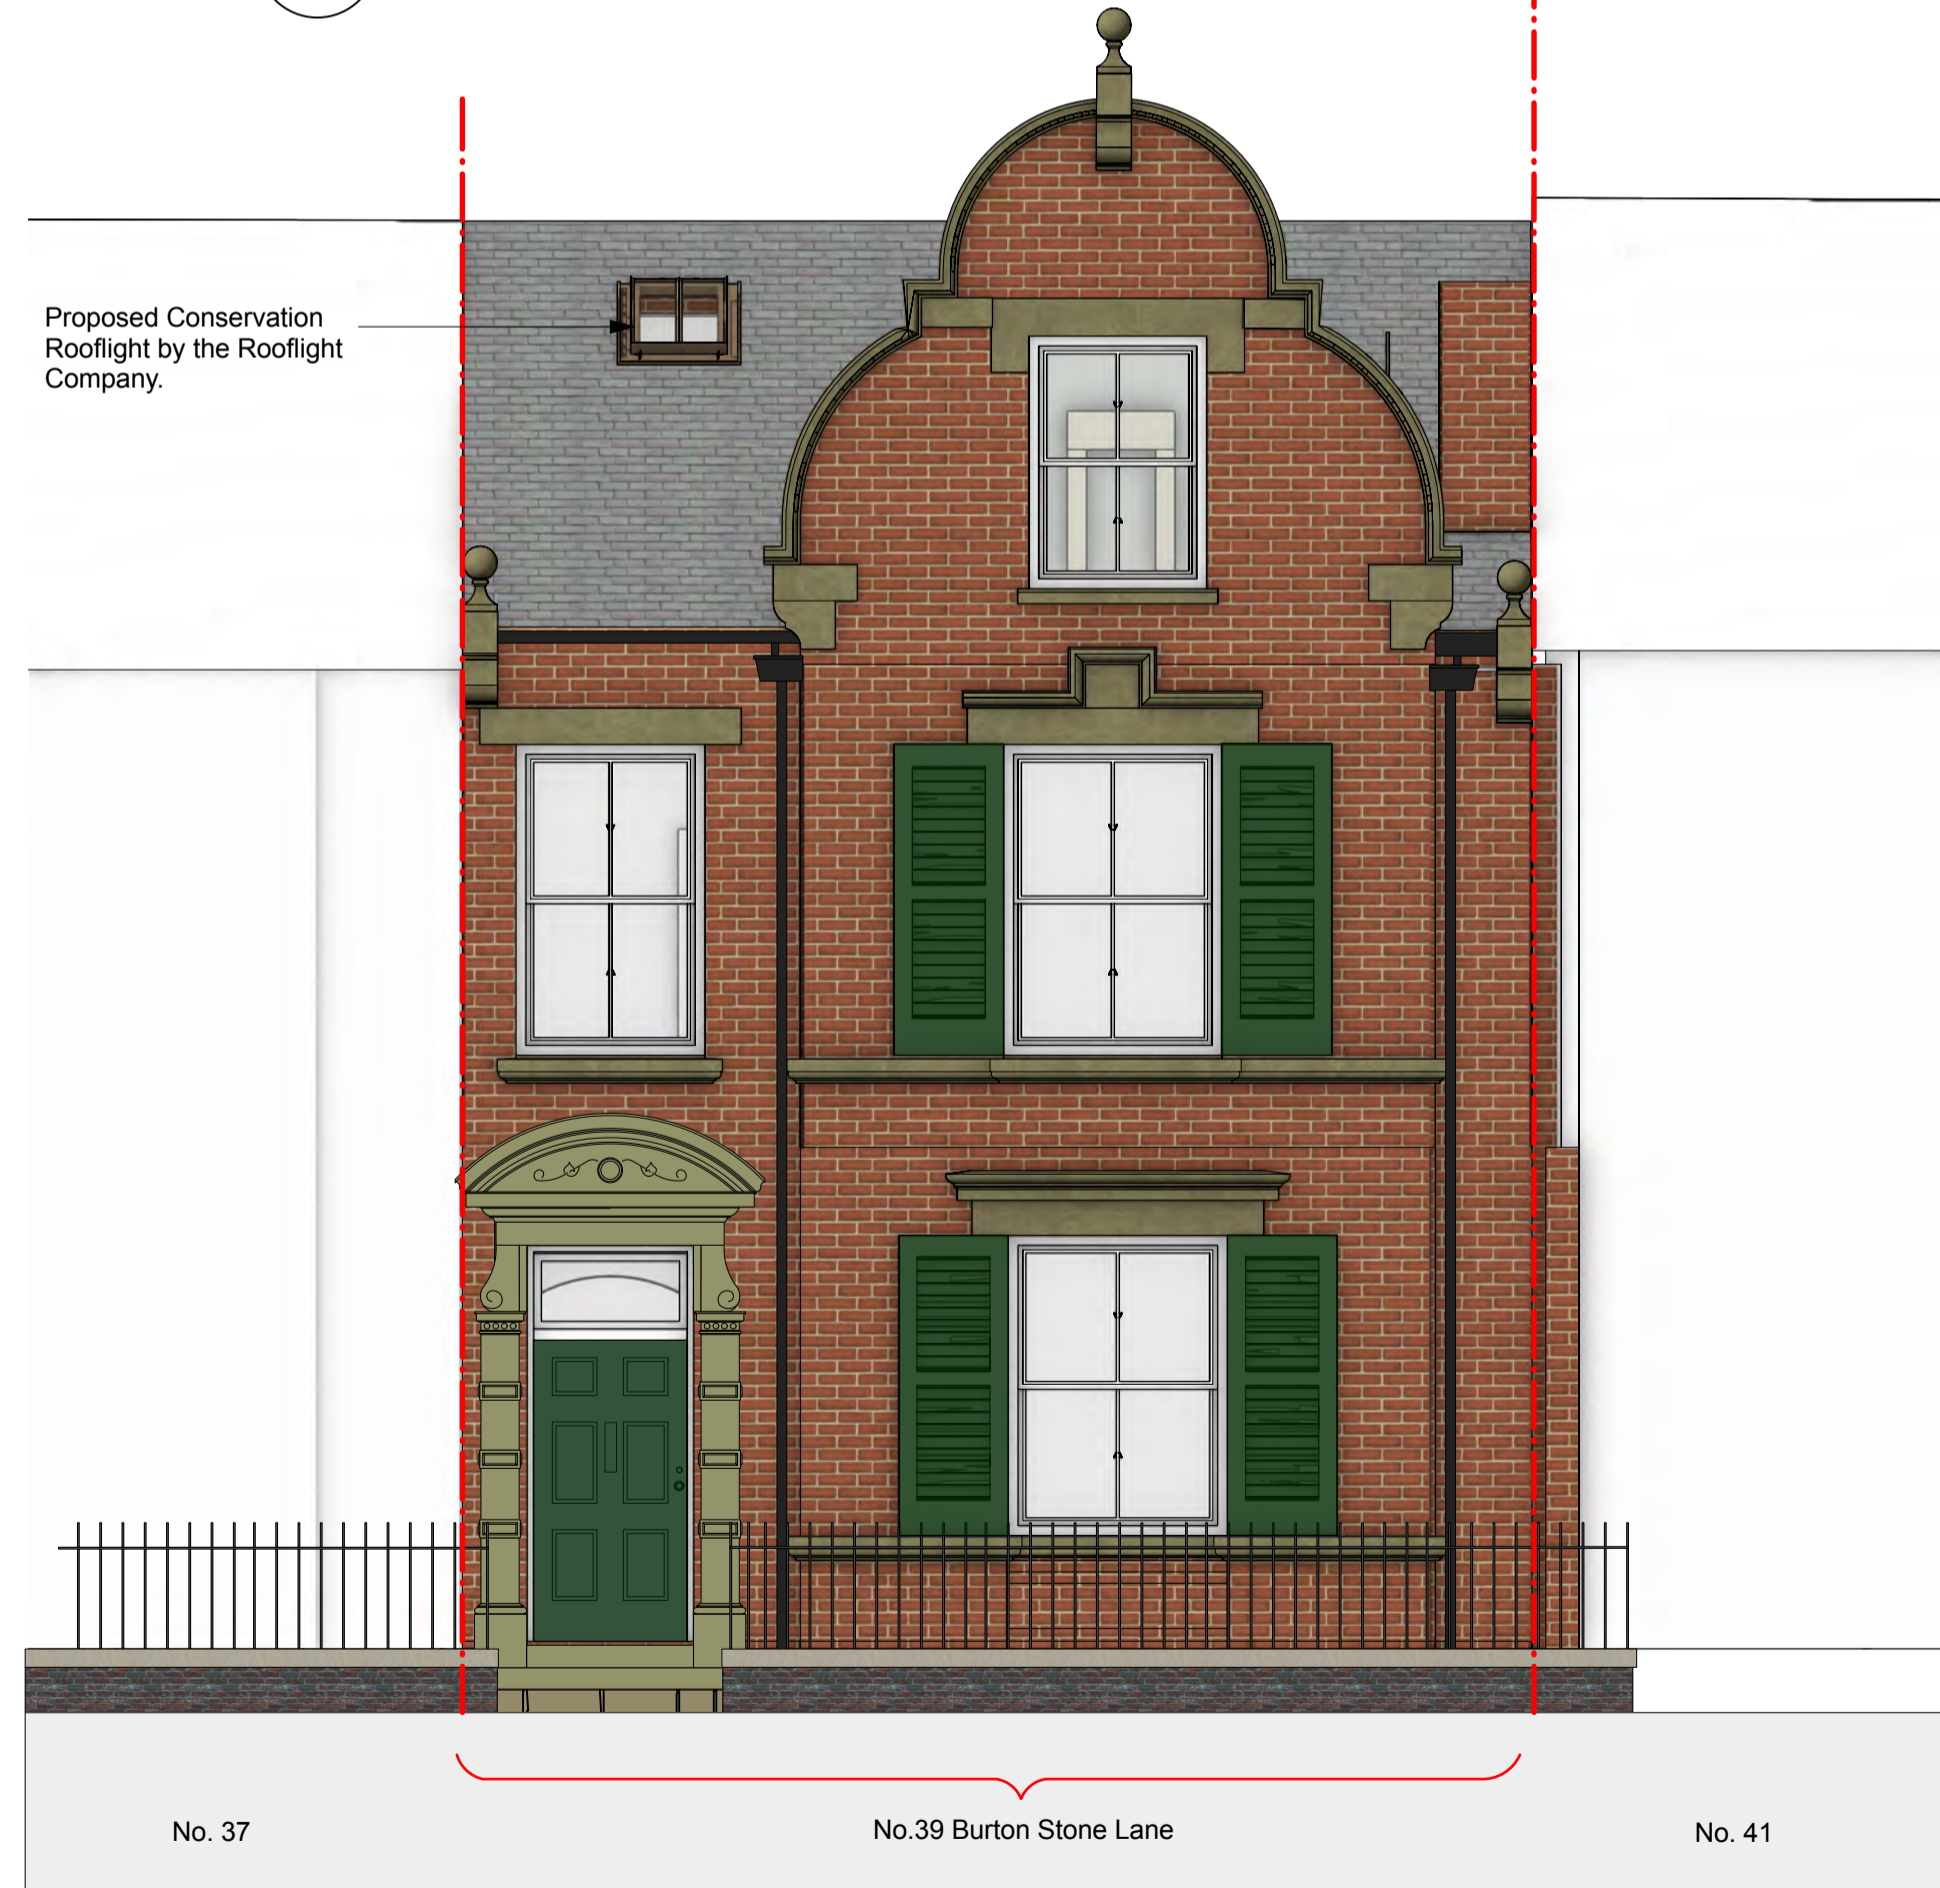 Proposed Conservation
Rooflight by the Rooflight
Company.
No. 37
No.39 Burton Stone Lane
No. 41